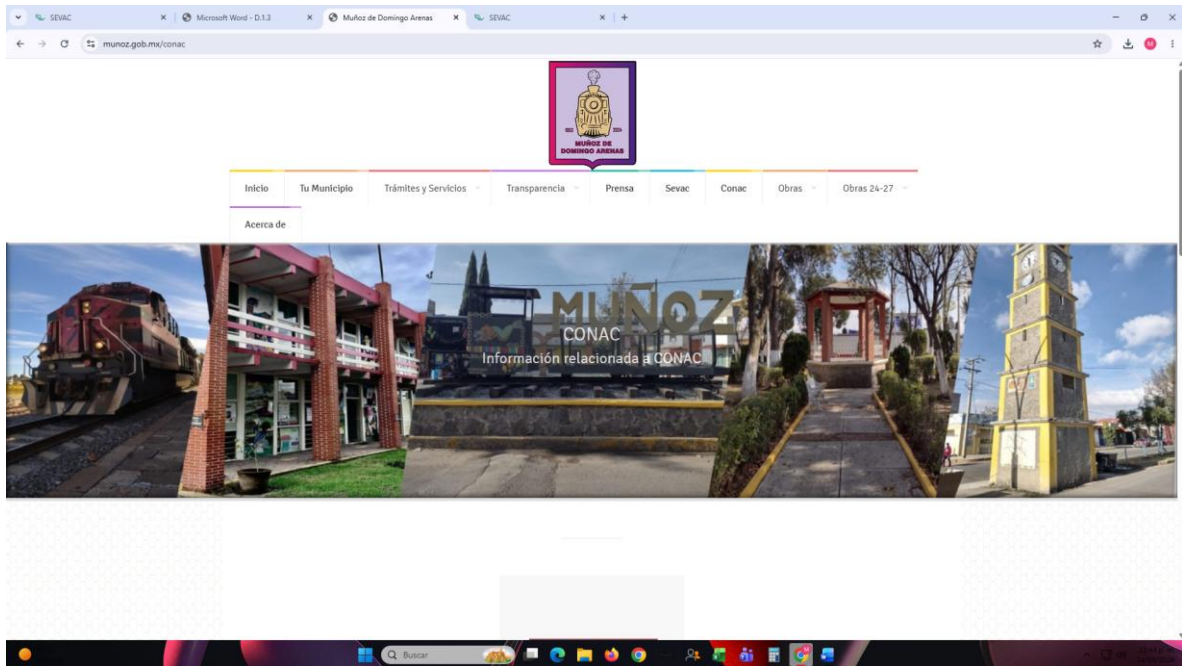 SEVAC
Microsoft Word - D.1.3
Muñoz de Domingo Arenas
SEVAC
munoz.gob.mx/conac
M
MUÑOZ DE
DOMINGO ARENAS
Inicio Tu Municipio Trámites y Servicios Transparencia Prensa Sevac Conac Obras Obras 24-27
Acerca de
MUÑOZ
CONAC
Información relacionada a CONAC
Buscar